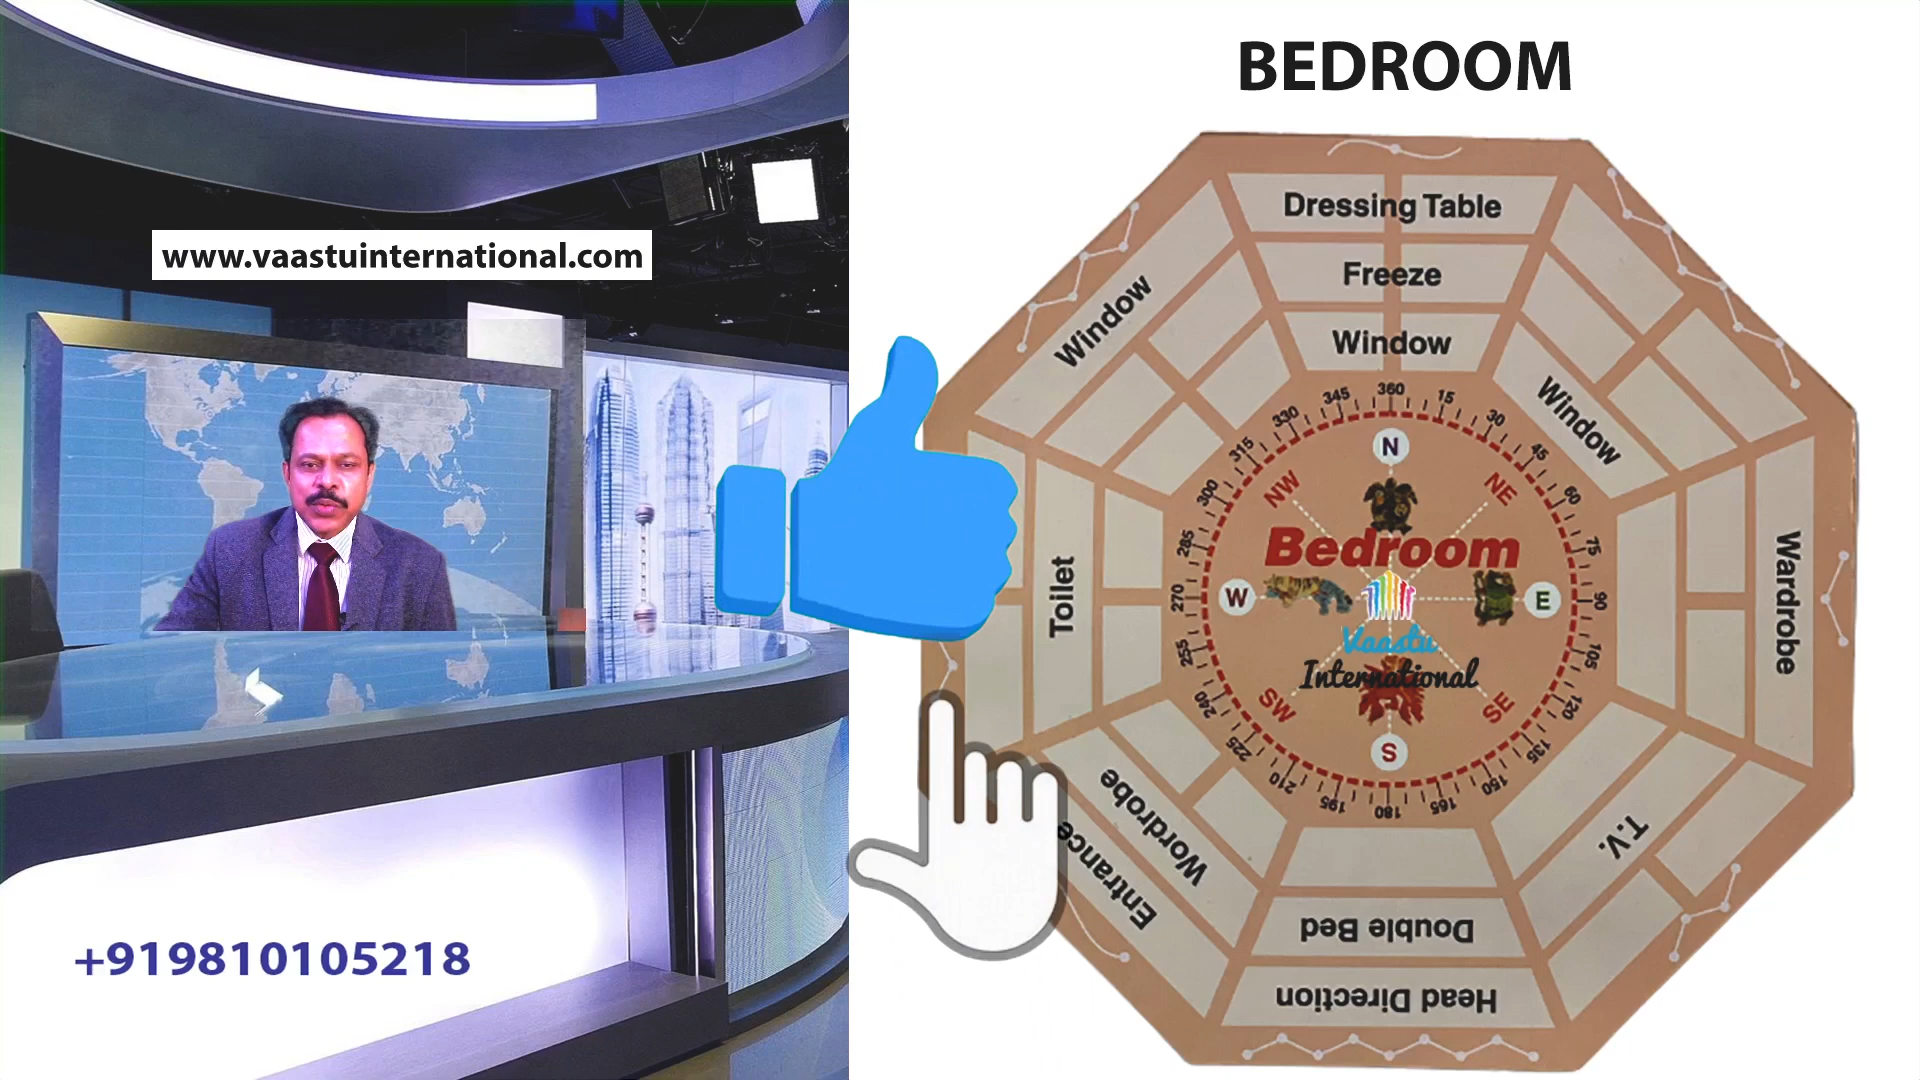 BEDROOM
www.vaastuinternational.com
+919810105218
Dressing Table
Freeze
Window
Window
Window
Wardrobe
T.V.
Double Bed
Head Direction
Wordrobe
Entrance
Toilet
360
15
30
45
60
75
90
105
120
135
150
165
180
195
210
225
240
255
270
285
300
315
330
345
N
NE
E
SE
S
SW
W
NW
Bedroom
Vaastu
International